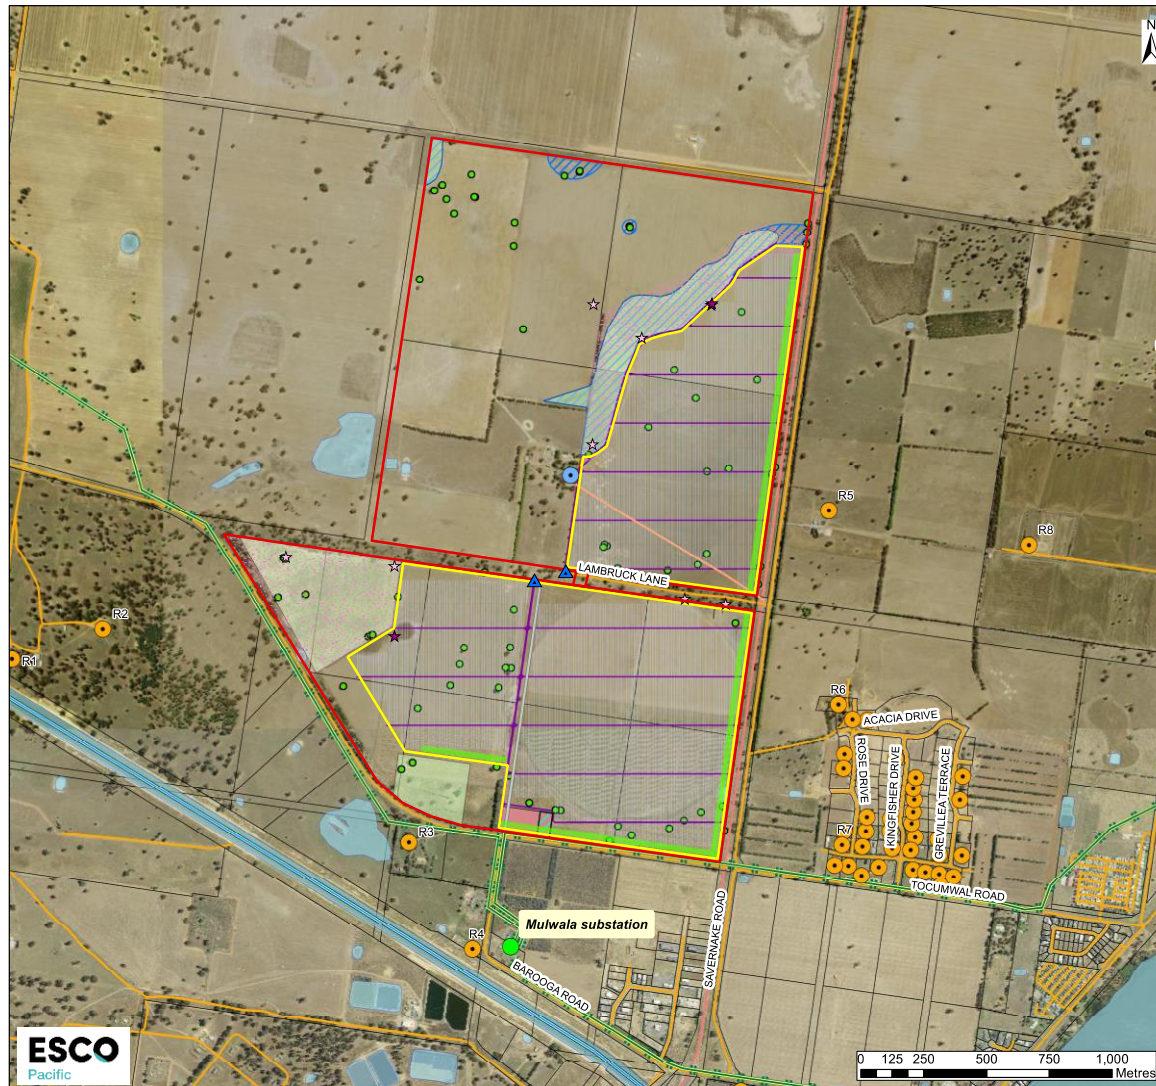 N
R5
R8
LAMBRUCK LANE
R2
R1
R6
ACACIA DRIVE
ROSE DRIVE
KINGFISHER DRIVE
GREVILLEA TERRACE
R7
R3
TOCUMWAL ROAD
Mulwala substation
R4
BAROOGA ROAD
SAVERNAKE ROAD
ESCO
Pacific
0 125 250 500 750 1,000
Metres